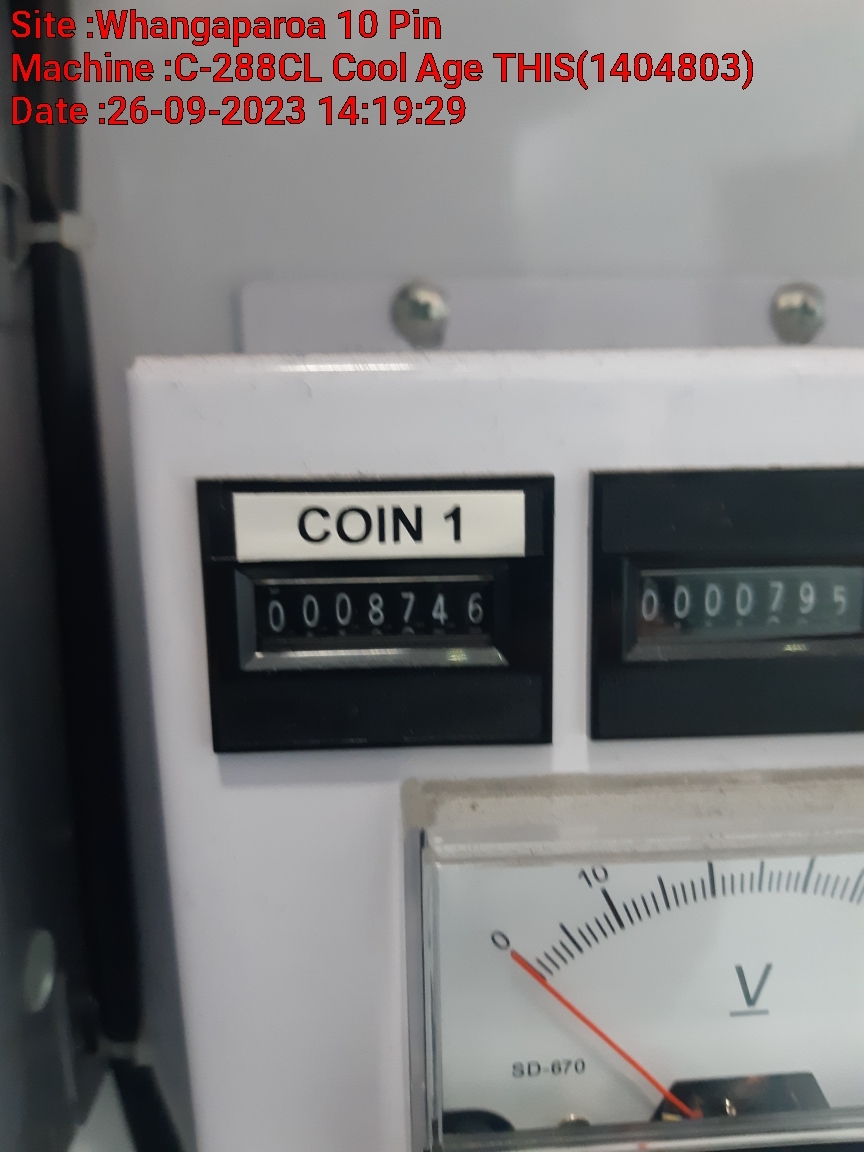 Site :Whangaparoa 10 Pin
Machine :C-288CL Cool Age THIS(1404803)
Date :26-09-2023 14:19:29
COIN 1
0008746
0000795
0
10
V
SD-670